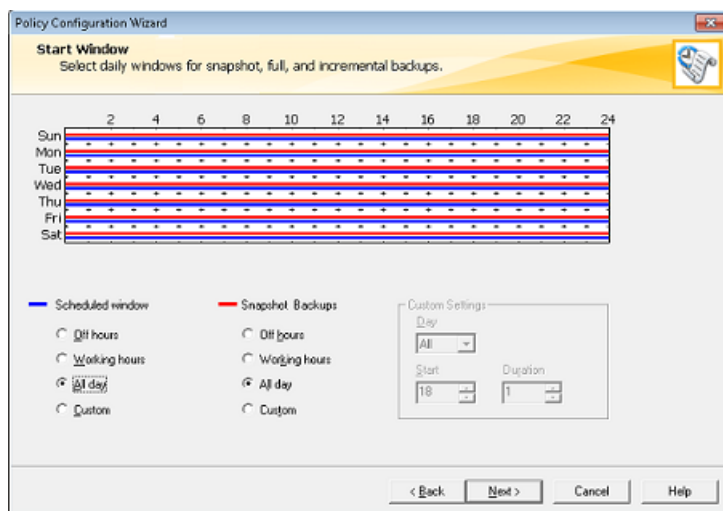 Policy Configuration Wizard
Start Window
Select daily windows for snapshot, full, and incremental backups.
2 4 6 8 10 12 14 16 18 20 22 24
Sun
Mon
Tue
Wed
Thu
Fri
Sat
Scheduled window Snapshot Backups Custom Settings
Off hours Off hours Day
Working hours Working hours All
All day All day Start Duration
18 1
Custom Custom
< Back Next > Cancel Help